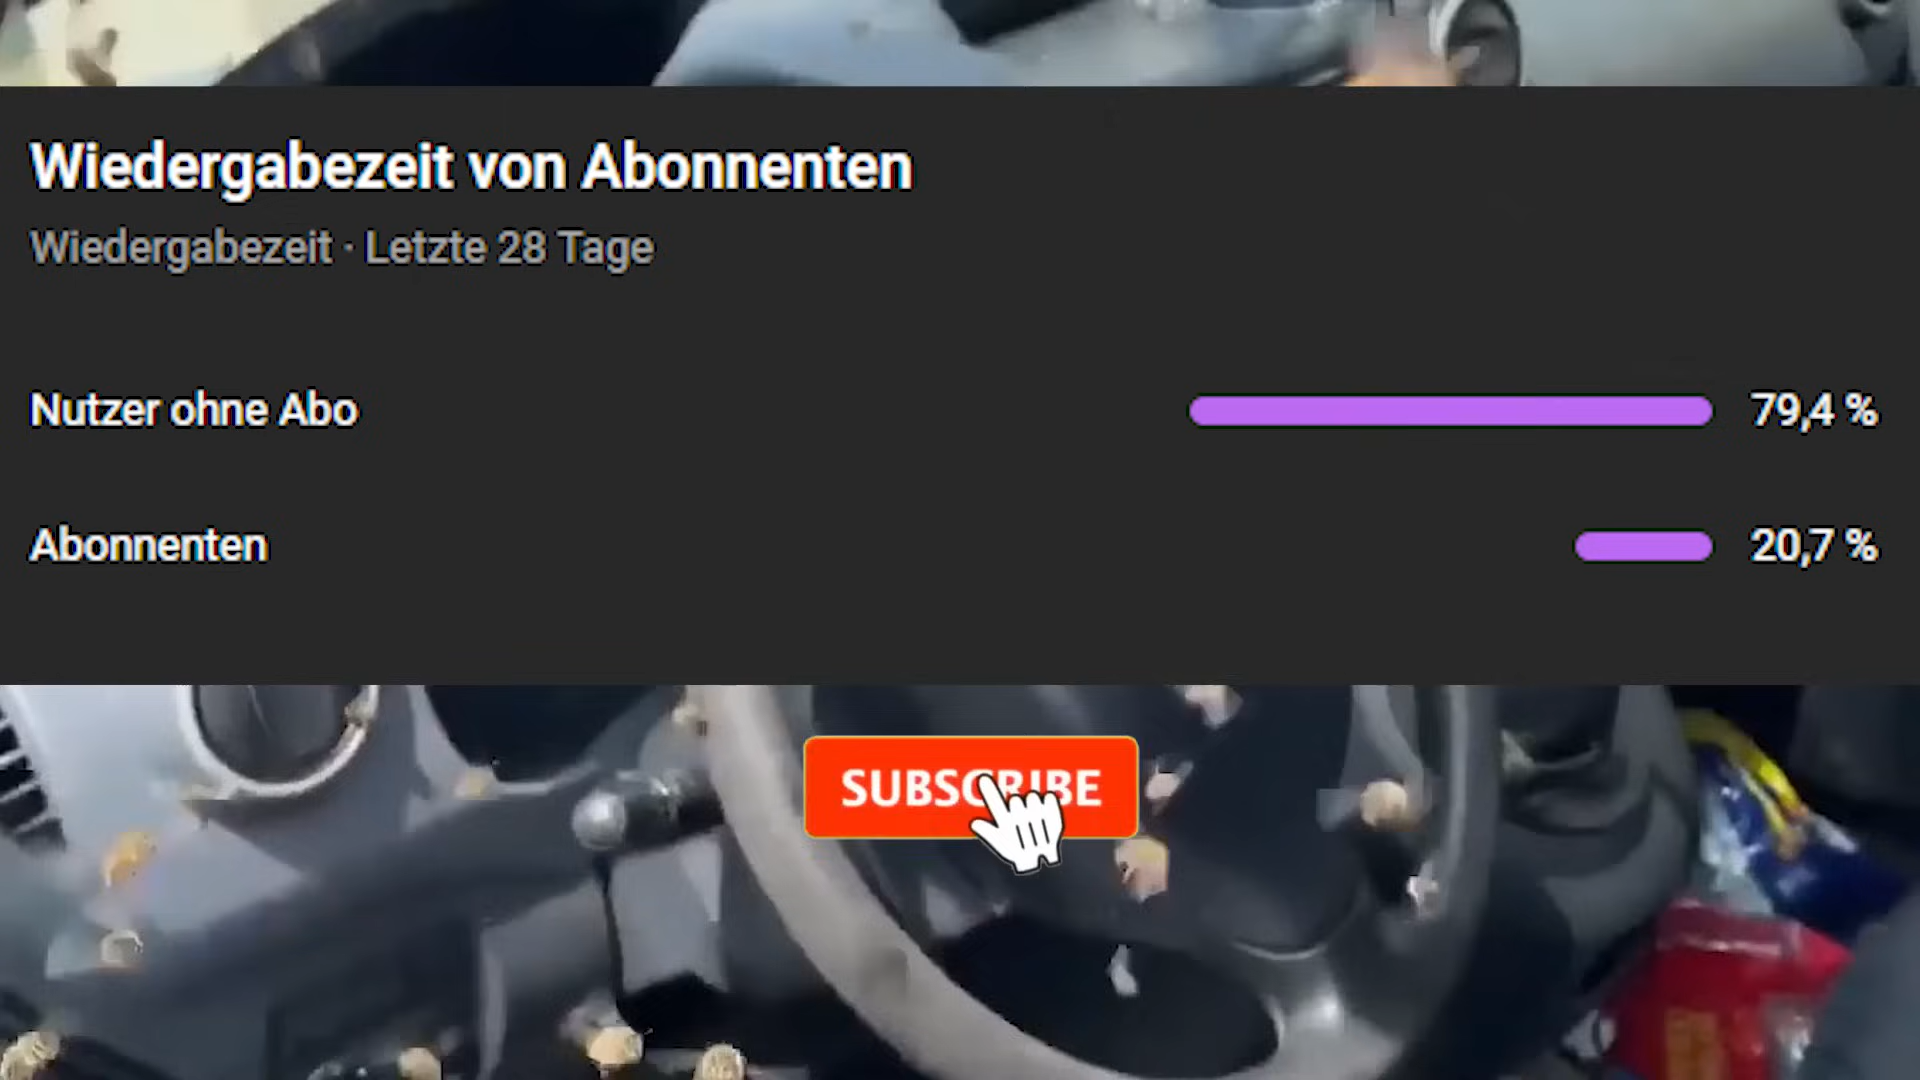 Wiedergabezeit von Abonnenten
Wiedergabezeit · Letzte 28 Tage
Nutzer ohne Abo 79,4 %
Abonnenten 20,7 %
SUBSCRIBE